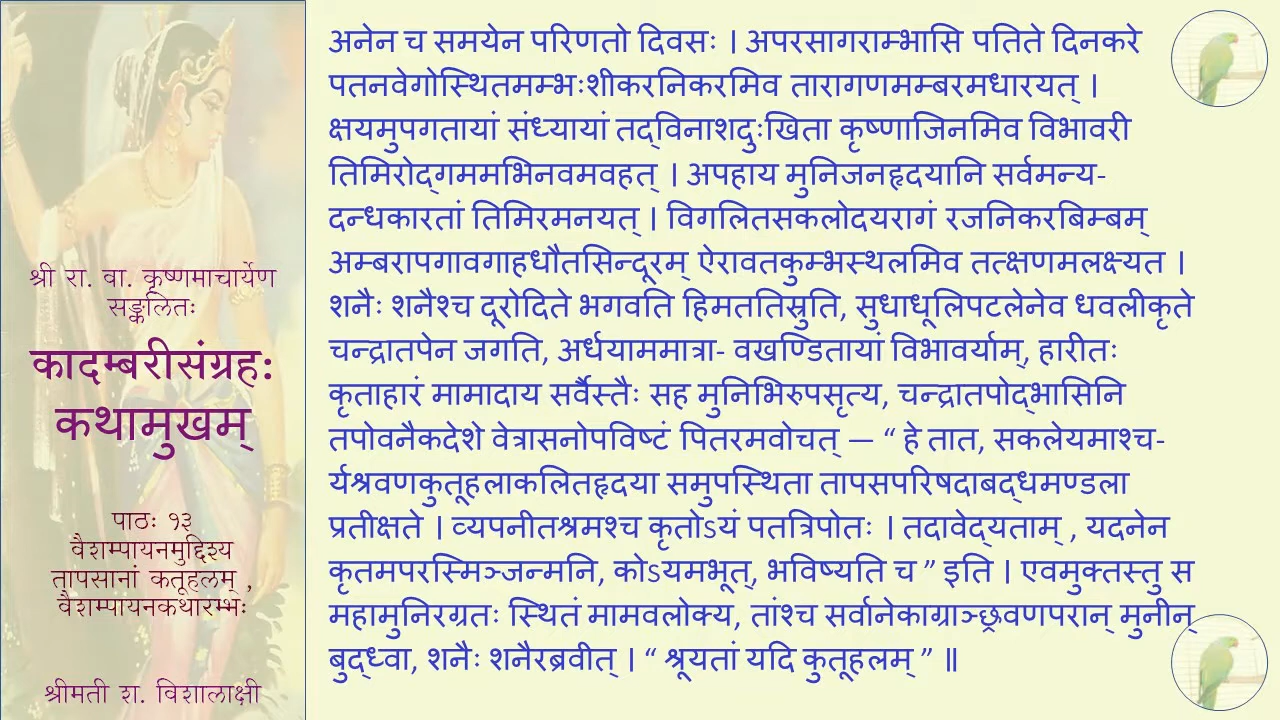 श्री रा. वा. कृष्णमाचार्येण
सङ्कलितः
कादम्बरीसंग्रहः
कथामुखम्
पाठः १३
वैशम्पायनमुद्दिश्य
तापसानां कतूहलम् ,
वैशम्पायनकथारम्भः
श्रीमती श. विशालाक्षी
अनेन च समयेन परिणतो दिवसः । अपरसागराम्भासि पतिते दिनकरे
पतनवेगोस्थितमम्भःशीकरनिकरमिव तारागणमम्बरमधारयत् ।
क्षयमुपगतायां संध्यायां तद्विनाशदुःखिता कृष्णाजिनमिव विभावरी
तिमिरोद्गममभिनवमवहत् । अपहाय मुनिजनहृदयानि सर्वमन्य-
दन्धकारतां तिमिरमनयत् । विगलितसकलोदयरागं रजनिकरबिम्बम्
अम्बरापगावगाहधौतसिन्दूरम् ऐरावतकुम्भस्थलमिव तत्क्षणमलक्ष्यत ।
शनैः शनैश्च दूरोदिते भगवति हिमततिस्रुति, सुधाधूलिपटलेनेव धवलीकृते
चन्द्रातपेन जगति, अर्धयाममात्रा- वखण्डितायां विभावर्याम्, हारीतः
कृताहारं मामादाय सर्वैस्तैः सह मुनिभिरुपसृत्य, चन्द्रातपोद्भासिनि
तपोवनैकदेशे वेत्रासनोपविष्टं पितरमवोचत् — “ हे तात, सकलेयमाश्च-
र्यश्रवणकुतूहलाकलितहृदया समुपस्थिता तापसपरिषदाबद्धमण्डला
प्रतीक्षते । व्यपनीतश्रमश्च कृतोऽयं पतत्रिपोतः । तदावेद्यताम् , यदनेन
कृतमपरस्मिञ्जन्मनि, कोऽयमभूत्, भविष्यति च ” इति । एवमुक्तस्तु स
महामुनिरग्रतः स्थितं मामवलोक्य, तांश्च सर्वानेकाग्राञ्छ्रवणपरान् मुनीन्
बुद्ध्वा, शनैः शनैरब्रवीत् । “ श्रूयतां यदि कुतूहलम् ” ॥